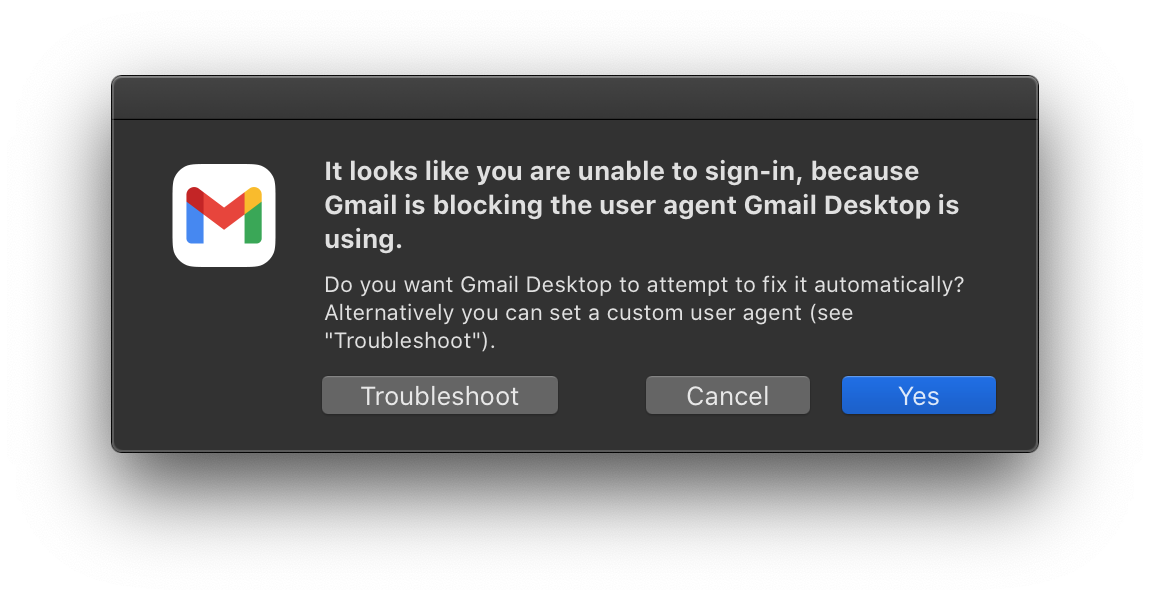 It looks like you are unable to sign-in, because
Gmail is blocking the user agent Gmail Desktop is
using.
Do you want Gmail Desktop to attempt to fix it automatically?
Alternatively you can set a custom user agent (see
"Troubleshoot").
Troubleshoot Cancel Yes